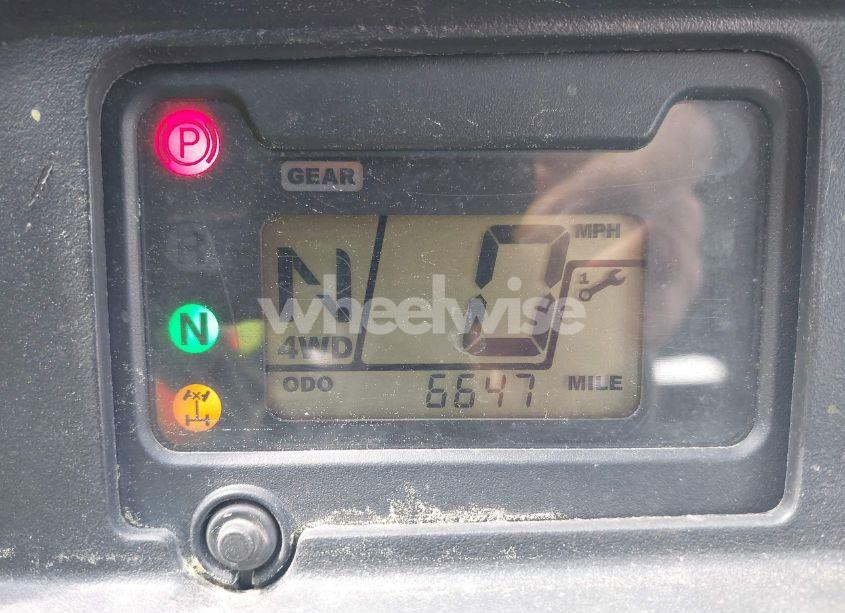 P
GEAR
N
0 MPH
1
N
4WD
ODO 6647 MILE
wheelwise